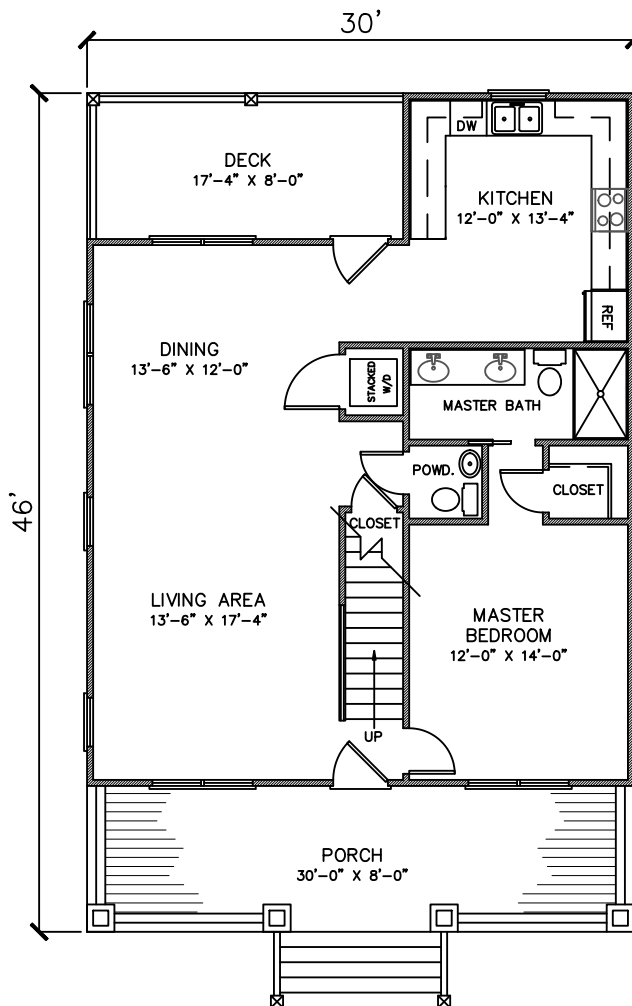 30'
DECK
17'-4" X 8'-0"
DW
KITCHEN
12'-0" X 13'-4"
REF
DINING
13'-6" X 12'-0"
STACKED
W/D
MASTER BATH
46'
POWD.
CLOSET
CLOSET
LIVING AREA
13'-6" X 17'-4"
MASTER
BEDROOM
12'-0" X 14'-0"
UP
PORCH
30'-0" X 8'-0"